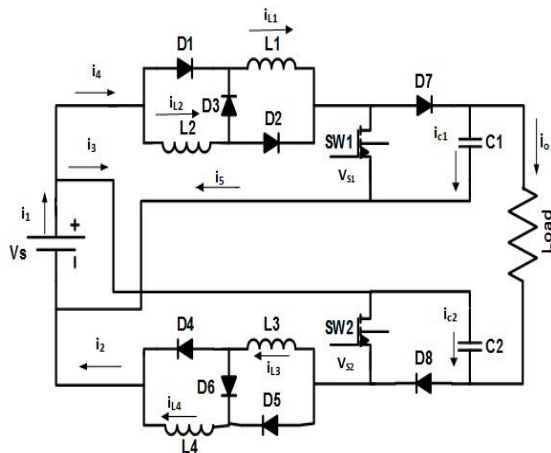 iL1
D1
L1
i4
D7
iL2
D3
i3
L2
D2
SW1
ic1
C1
io
i5
VS1
i1
+
Vs
Load
D4
L3
SW2
ic2
i2
D6
iL3
VS2
C2
iL4
D5
D8
L4